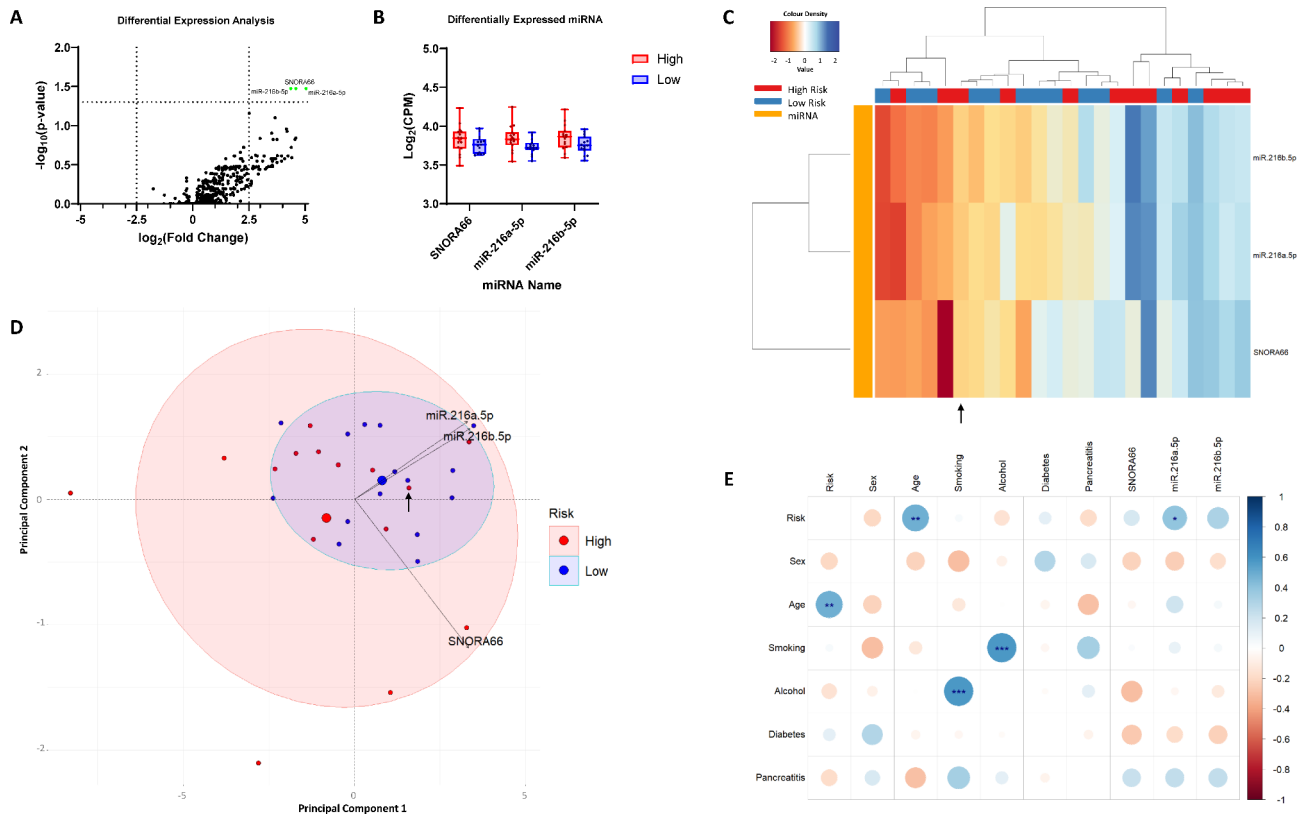 A
Differential Expression Analysis
-log10(p-value)
2.0
1.5
1.0
0.5
0.0
SNORA66
miR-216b-5p
miR-216a-5p
-5
-2.5
0
2.5
5
log2(Fold Change)
B
Differentially Expressed miRNA
High
Low
Log2(CPM)
5.0
4.5
4.0
3.5
3.0
SNORA66
miR-216a-5p
miR-216b-5p
miRNA Name
C
Colour Density
-2 -1 0 1 2
Value
High Risk
Low Risk
miRNA
miR.216b.5p
miR.216a.5p
SNORA66
D
Principal Component 2
2
0
-1
-2
miR.216a.5p
miR.216b.5p
SNORA66
-5
0
5
Principal Component 1
Risk
High
Low
E
Risk
Sex
Age
Smoking
Alcohol
Diabetes
Pancreatitis
SNORA66
miR.216a.5p
miR.216b.5p
Risk
** *
Sex
Age
**
Smoking
***
Alcohol
***
Diabetes
Pancreatitis
1
0.8
0.6
0.4
0.2
0
-0.2
-0.4
-0.6
-0.8
-1